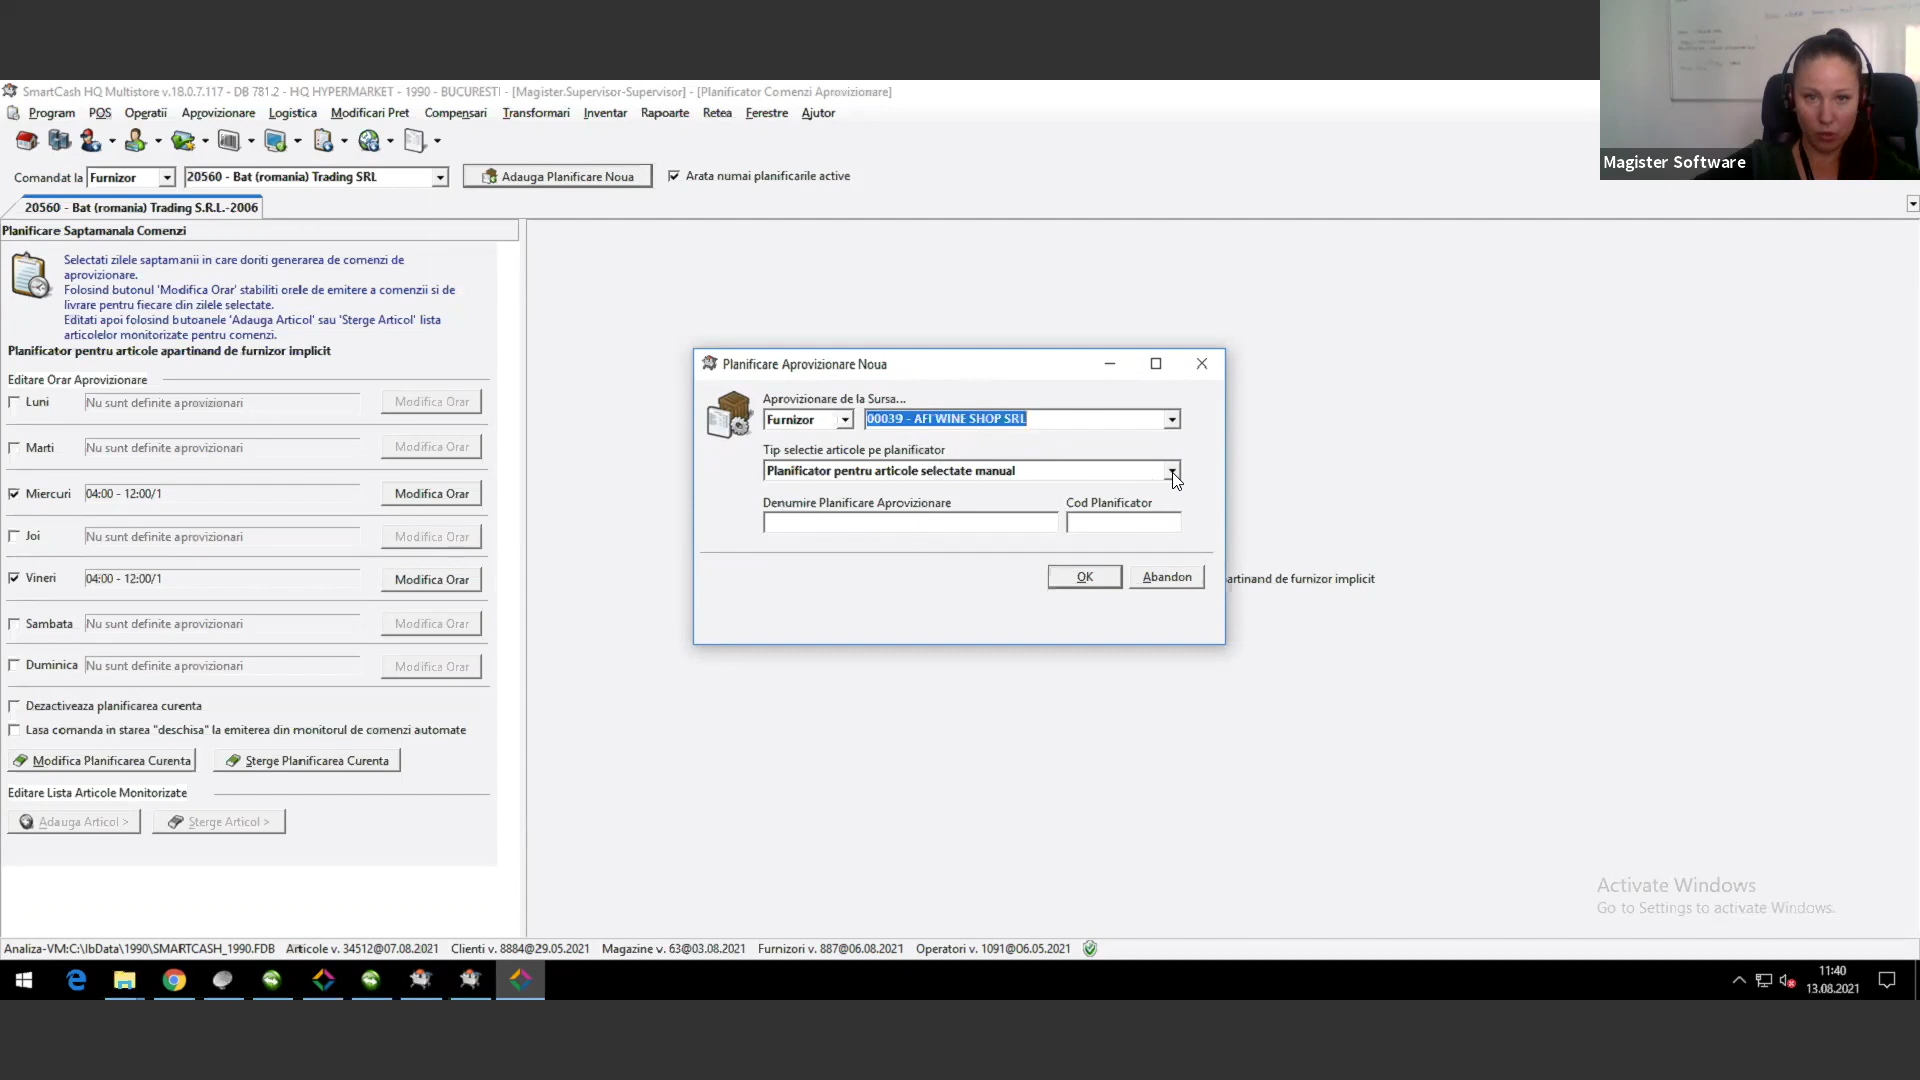 Magister Software
SmartCash HQ Multistore v.18.0.7.117 - DB 781.2 - HQ HYPERMARKET - 1990 - BUCURESTI - [Magister.Supervisor-Supervisor] - [Planificator Comenzi Aprovizionare]
Program POS Operatii Aprovizionare Logistica Modificari Pret Compensari Transformari Inventar Rapoarte Retea Ferestre Ajutor
Comandat la Furnizor 20560 - Bat (romania) Trading SRL Adauga Planificare Noua Arata numai planificarile active
20560 - Bat (romania) Trading S.R.L.-2006
Planificare Saptamanala Comenzi
Selectati zilele saptamanii in care doriti generarea de comenzi de
aprovizionare.
Folosind butonul 'Modifica Orar' stabiliti orele de emitere a comenzii si de
livrare pentru fiecare din zilele selectate.
Editati apoi folosind butoanele 'Adauga Articol' sau 'Sterge Articol' lista
articolelor monitorizate pentru comenzi.
Planificator pentru articole apartinand de furnizor implicit
Editare Orar Aprovizionare
Luni Nu sunt definite aprovizionari Modifica Orar
Marti Nu sunt definite aprovizionari Modifica Orar
Miercuri 04:00 - 12:00/1 Modifica Orar
Joi Nu sunt definite aprovizionari Modifica Orar
Vineri 04:00 - 12:00/1 Modifica Orar
Sambata Nu sunt definite aprovizionari Modifica Orar
Duminica Nu sunt definite aprovizionari Modifica Orar
Dezactiveaza planificarea curenta
Lasa comanda in starea "deschisa" la emiterea din monitorul de comenzi automate
Modifica Planificarea Curenta Sterge Planificarea Curenta
Editare Lista Articole Monitorizate
Adauga Articol > Sterge Articol >
Planificare Aprovizionare Noua
Aprovizionare de la Sursa...
Furnizor 00039 - AFI WINE SHOP SRL
Tip selectie articole pe planificator
Planificator pentru articole selectate manual
Denumire Planificare Aprovizionare Cod Planificator
OK Abandon
artinand de furnizor implicit
Activate Windows
Go to Settings to activate Windows.
Analiza-VM:C:\IbData\1990\SMARTCASH_1990.FDB Articole v. 34512@07.08.2021 Clienti v. 8884@29.05.2021 Magazine v. 63@03.08.2021 Furnizori v. 887@06.08.2021 Operatori v. 1091@06.05.2021
11:40
13.08.2021